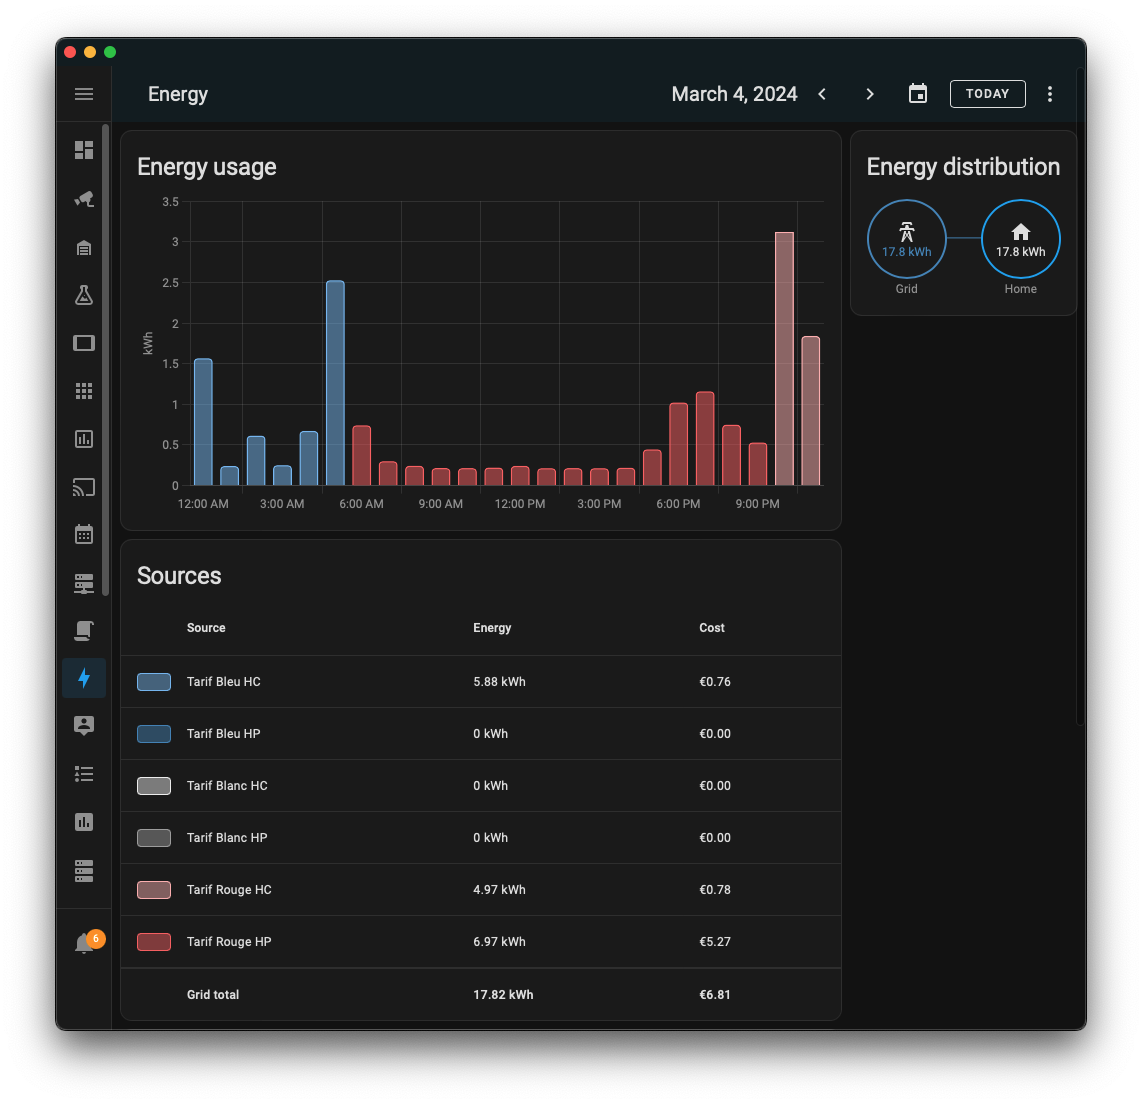 Energy
March 4, 2024
TODAY
Energy usage
3.5
3
2.5
2
1.5
1
0.5
0
kWh
12:00 AM 3:00 AM 6:00 AM 9:00 AM 12:00 PM 3:00 PM 6:00 PM 9:00 PM
Energy distribution
17.8 kWh 17.8 kWh
Grid Home
Sources
Source Energy Cost
Tarif Bleu HC 5.88 kWh €0.76
Tarif Bleu HP 0 kWh €0.00
Tarif Blanc HC 0 kWh €0.00
Tarif Blanc HP 0 kWh €0.00
Tarif Rouge HC 4.97 kWh €0.78
Tarif Rouge HP 6.97 kWh €5.27
Grid total 17.82 kWh €6.81
6